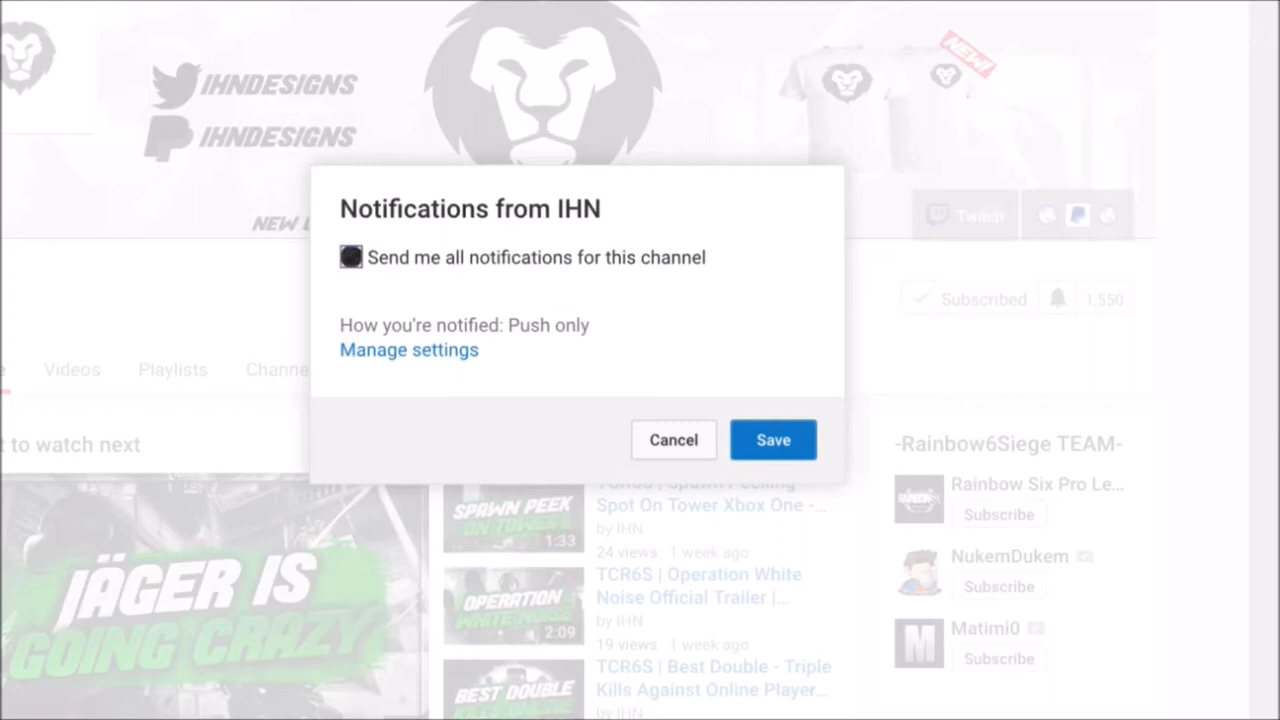 IHNDESIGNS
IHNDESIGNS
NEW!
NEW
Twitch
Notifications from IHN
Send me all notifications for this channel
How you're notified: Push only
Manage settings
Cancel
Save
Subscribed
1,550
Videos
Playlists
Channe
t to watch next
JÄGER IS
GOING CRAZY
SPAWN PEEK
ON TOWER
1:33
TCR6S | Spawn Peeking
Spot On Tower Xbox One -...
by IHN
24 views 1 week ago
OPERATION
WHITE NOISE
2:09
TCR6S | Operation White
Noise Official Trailer |...
by IHN
19 views 1 week ago
BEST DOUBLE
TCR6S | Best Double - Triple
Kills Against Online Player...
by IHN
-Rainbow6Siege TEAM-
Rainbow Six Pro Le...
Subscribe
NukemDukem
Subscribe
M
Matimi0
Subscribe